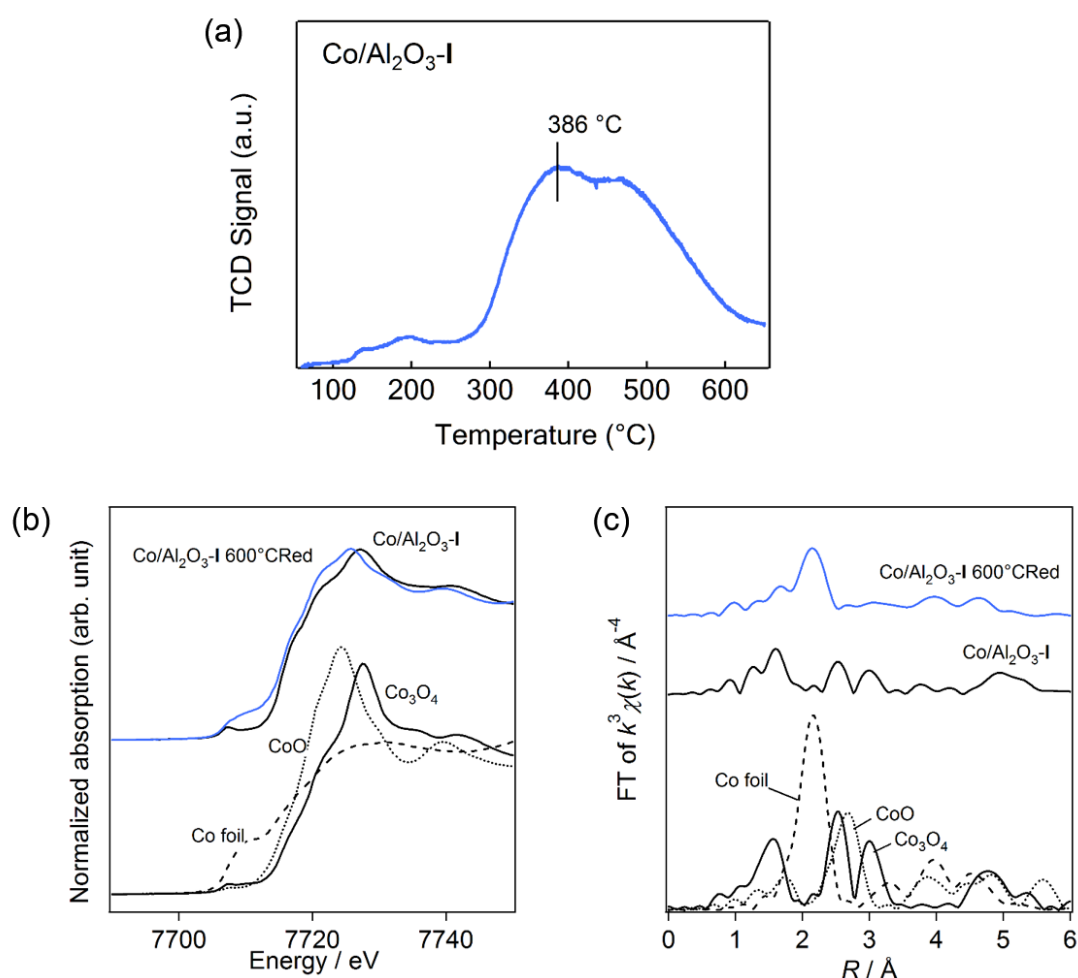 (a)
Co/Al₂O₃-I
386 °C
TCD Signal (a.u.)
100 200 300 400 500 600
Temperature (°C)
(b)
Co/Al₂O₃-I 600°CRed
Co/Al₂O₃-I
Co₃O₄
CoO
Co foil
Normalized absorption (arb. unit)
7700 7720 7740
Energy / eV
(c)
Co/Al₂O₃-I 600°CRed
Co/Al₂O₃-I
Co foil
CoO
Co₃O₄
FT of k³χ(k) / Å⁻⁴
0 1 2 3 4 5 6
R / Å